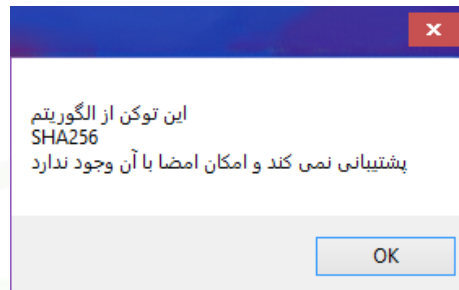 این توکن از الگوریتم
SHA256
پشتیبانی نمی کند و امکان امضا با آن وجود ندارد
OK